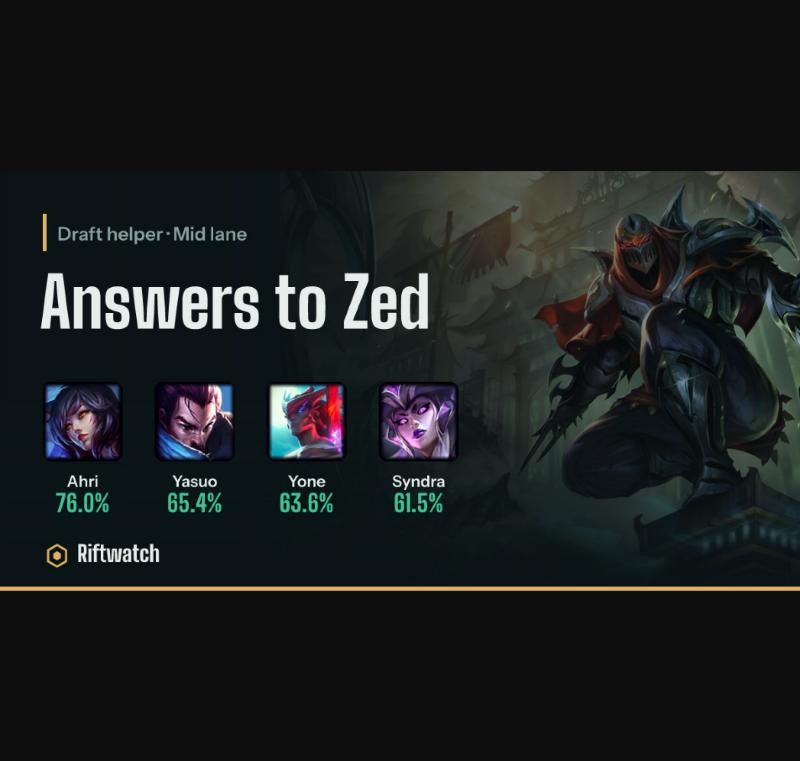 Draft helper · Mid lane
Answers to Zed
Ahri Yasuo Yone Syndra
76.0% 65.4% 63.6% 61.5%
Riftwatch